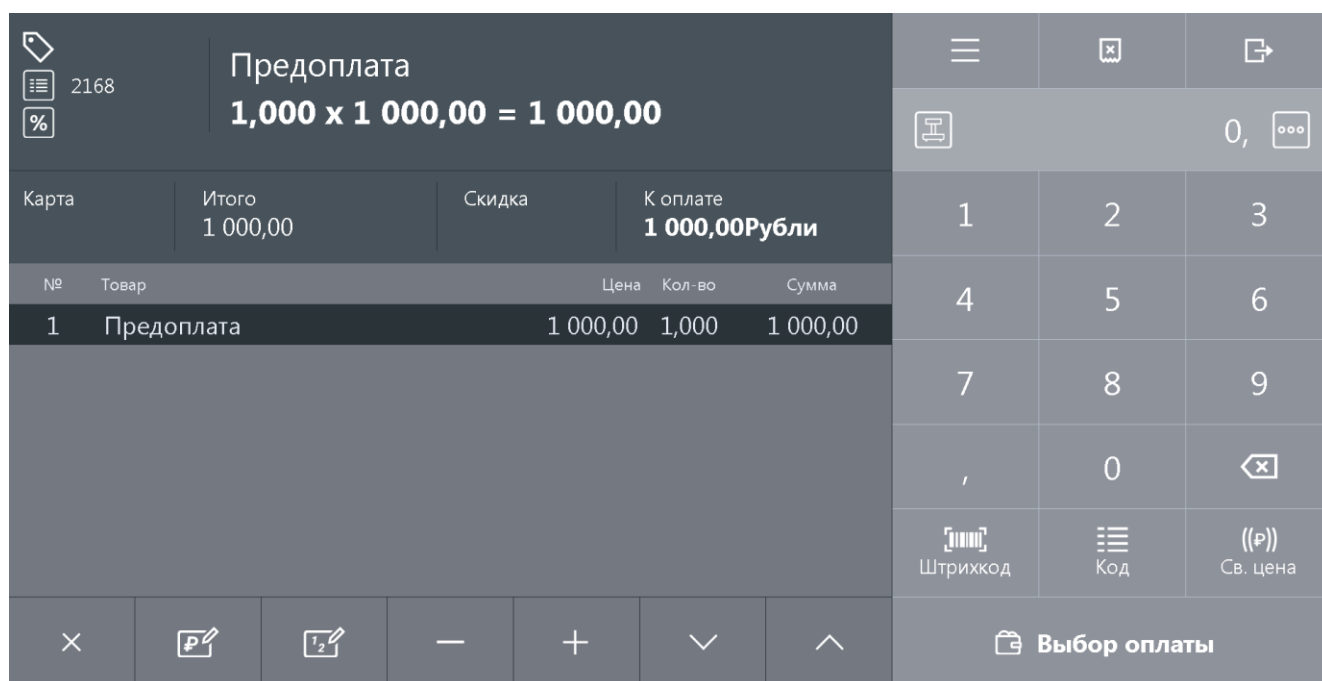 2168
Предоплата
1,000 x 1 000,00 = 1 000,00
%
0,
Карта Итого Скидка К оплате
1 000,00 1 000,00Рубли
№ Товар Цена Кол-во Сумма
1 Предоплата 1 000,00 1,000 1 000,00
1 2 3
4 5 6
7 8 9
, 0
Штрихкод Код ((₽)) Св. цена
₽ 1 2 Выбор оплаты